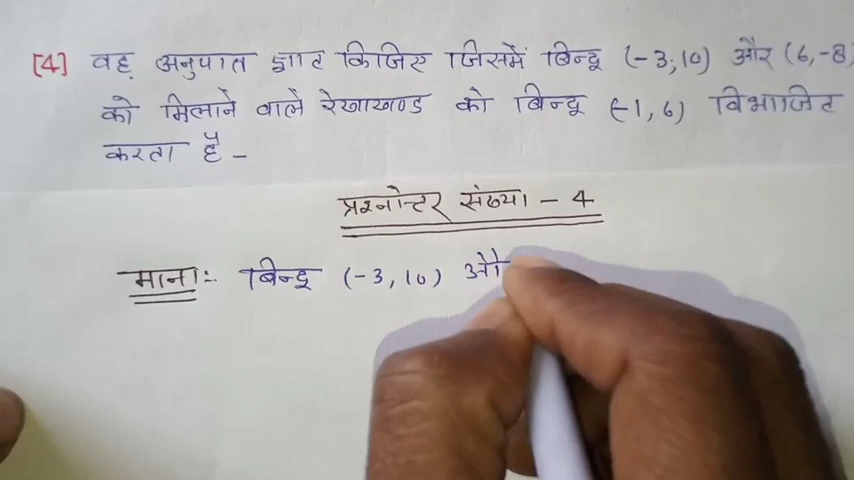 [4] वह अनुपात ज्ञात किजिए जिसमें बिन्दू (-3,10) और (6,-8)
को मिलाने वाले रेखाखण्ड को बिन्दू (-1,6) विभाजित
करता है -
प्रश्नोत्तर संख्या - 4
माना:- बिन्दू (-3,10) औ